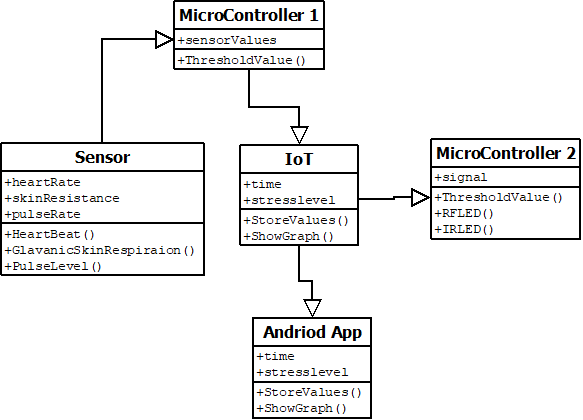 MicroController 1
+sensorValues
+ThresholdValue()
Sensor
+heartRate
+skinResistance
+pulseRate
+HeartBeat()
+GlavanicSkinRespiraion()
+PulseLevel()
IoT
+time
+stresslevel
+StoreValues()
+ShowGraph()
MicroController 2
+signal
+ThresholdValue()
+RFLED()
+IRLED()
Andriod App
+time
+stresslevel
+StoreValues()
+ShowGraph()